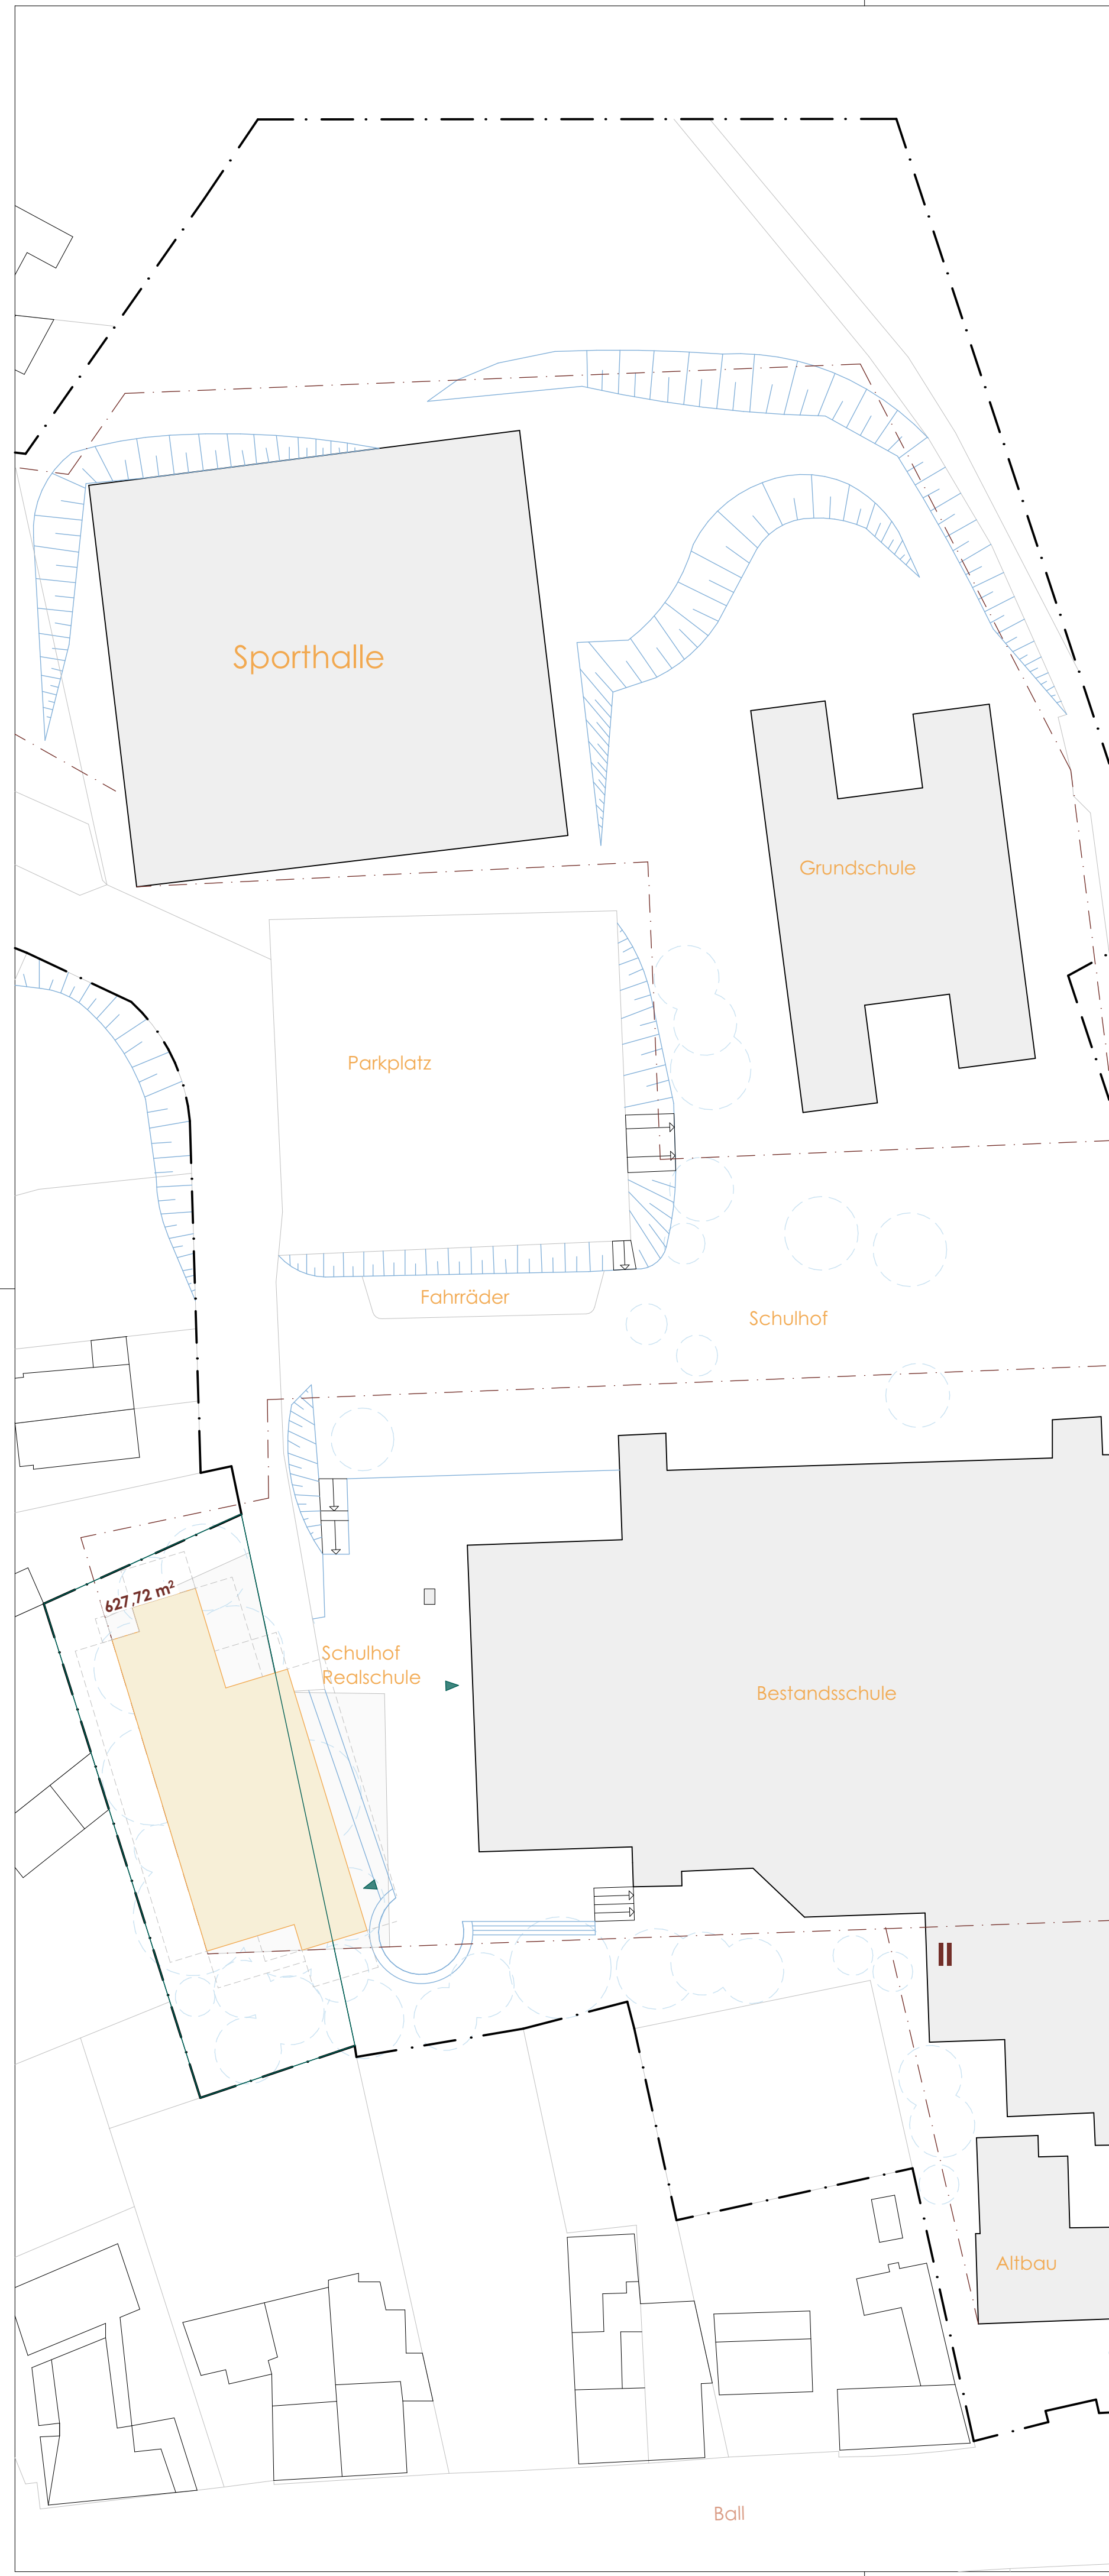 Sporthalle
Grundschule
Parkplatz
Fahrräder
Schulhof
627,72 m²
Schulhof
Realschule
Bestandsschule
II
Altbau
Ball